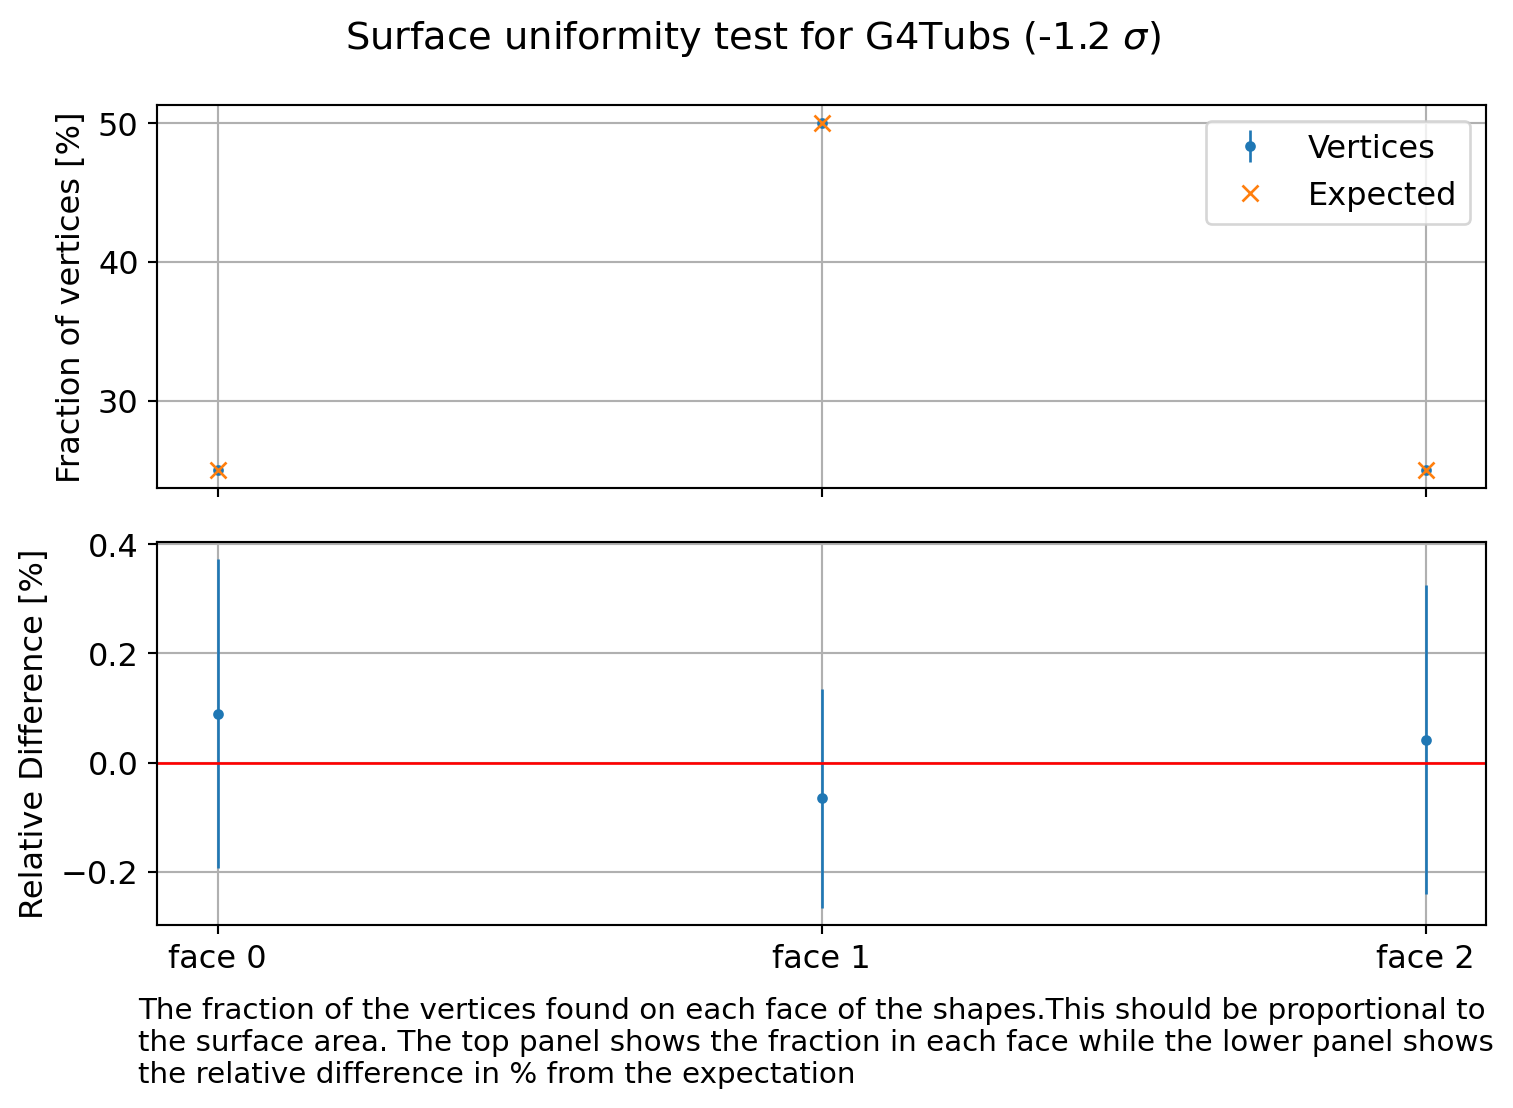 Surface uniformity test for G4Tubs (-1.2 σ)
Fraction of vertices [%]
50
40
30
Vertices
Expected
Relative Difference [%]
0.4
0.2
0.0
−0.2
face 0 face 1 face 2
The fraction of the vertices found on each face of the shapes.This should be proportional to
the surface area. The top panel shows the fraction in each face while the lower panel shows
the relative difference in % from the expectation